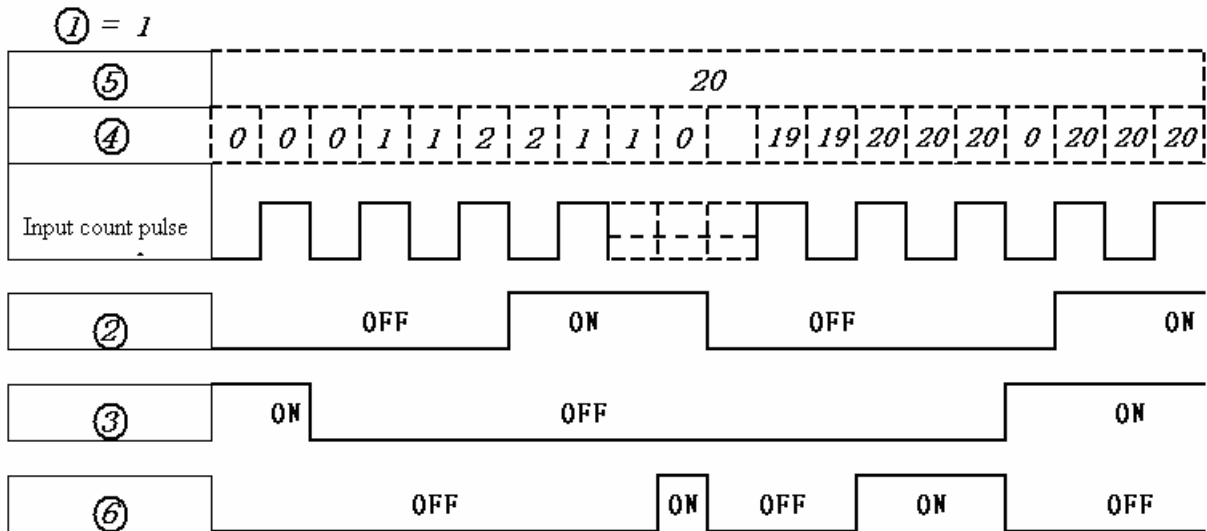 ① = 1
⑤ 20
④ 0 0 0 1 1 2 2 1 1 0 19 19 20 20 20 0 20 20 20
Input count pulse
② OFF ON OFF ON
③ ON OFF ON
⑥ OFF ON OFF ON OFF